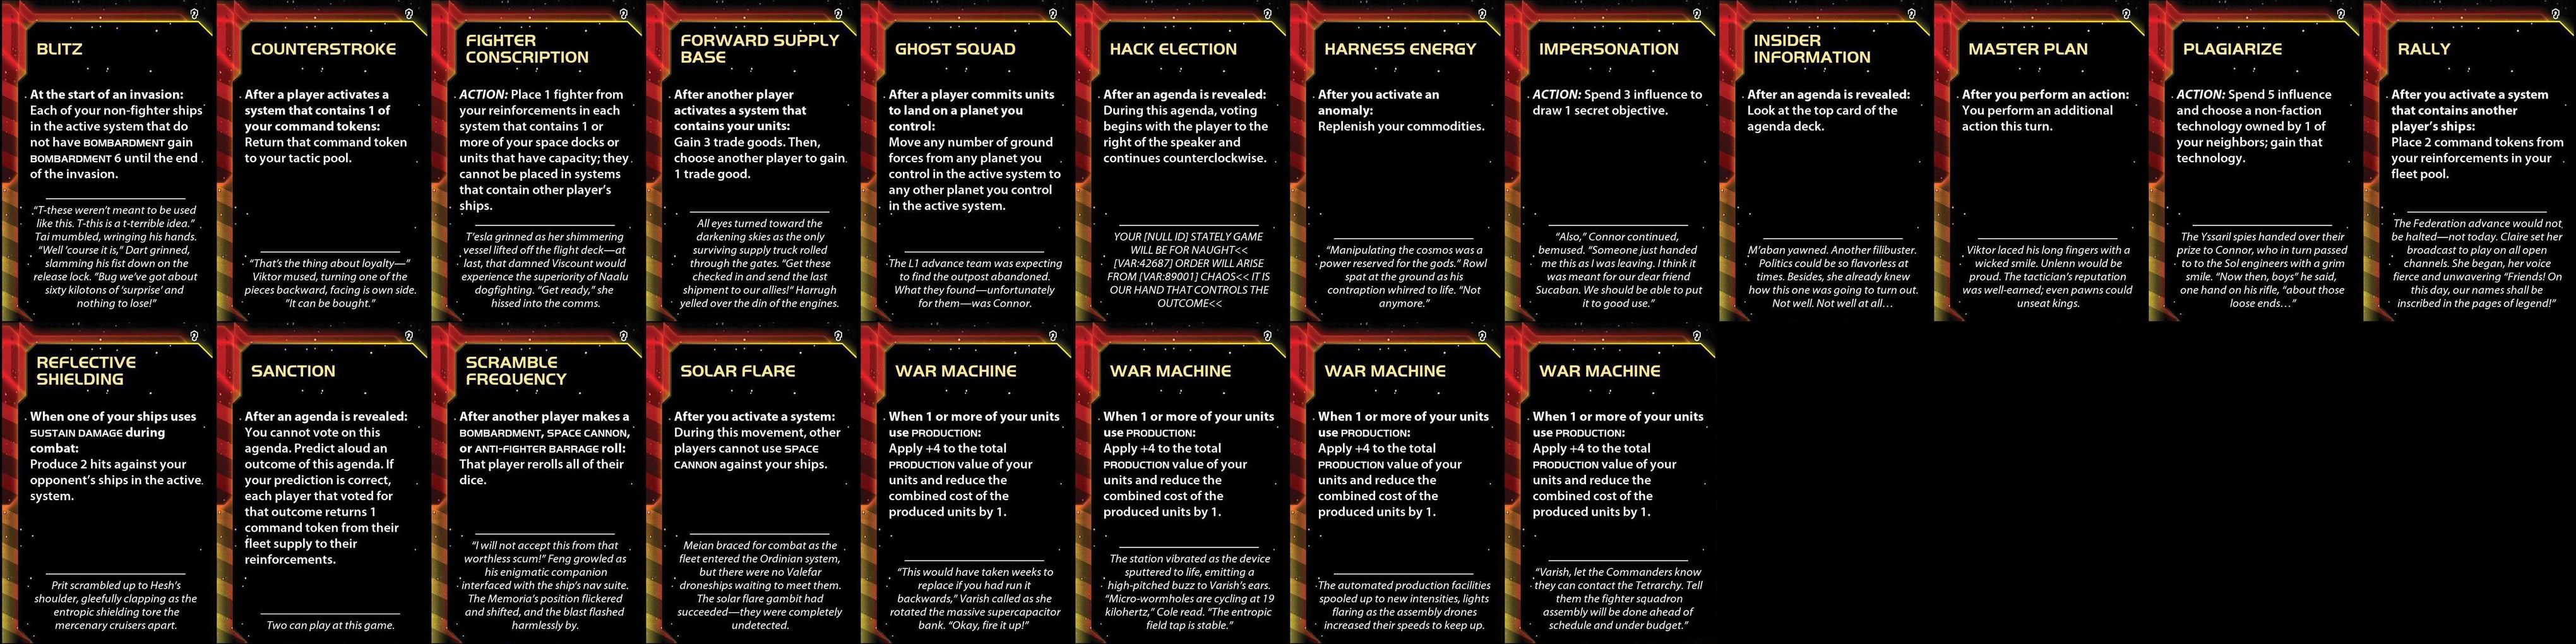 BLITZ
At the start of an invasion:
Each of your non-fighter ships
in the active system that do
not have BOMBARDMENT gain
BOMBARDMENT 6 until the end
of the invasion.
“T-these weren’t meant to be used
like this. T-this is a t-terrible idea.”
Tai mumbled, wringing his hands.
“Well ’course it is,” Dart grinned,
slamming his fist down on the
release lock. “Bug we’ve got about
sixty kilotons of ‘surprise’ and
nothing to lose!”
COUNTERSTROKE
After a player activates a
system that contains 1 of
your command tokens:
Return that command token
to your tactic pool.
“That’s the thing about loyalty—”
Viktor mused, turning one of the
pieces backward, facing is own side.
“It can be bought.”
FIGHTER
CONSCRIPTION
ACTION: Place 1 fighter from
your reinforcements in each
system that contains 1 or
more of your space docks or
units that have capacity; they
cannot be placed in systems
that contain other player’s
ships.
T’esla grinned as her shimmering
vessel lifted off the flight deck—at
last, that damned Viscount would
experience the superiority of Naalu
dogfighting. “Get ready,” she
hissed into the comms.
FORWARD SUPPLY
BASE
After another player
activates a system that
contains your units:
Gain 3 trade goods. Then,
choose another player to gain
1 trade good.
All eyes turned toward the
darkening skies as the only
surviving supply truck rolled
through the gates. “Get these
checked in and send the last
shipment to our allies!” Harrugh
yelled over the din of the engines.
GHOST SQUAD
After a player commits units
to land on a planet you
control:
Move any number of ground
forces from any planet you
control in the active system to
any other planet you control
in the active system.
The L1 advance team was expecting
to find the outpost abandoned.
What they found—unfortunately
for them—was Connor.
HACK ELECTION
After an agenda is revealed:
During this agenda, voting
begins with the player to the
right of the speaker and
continues counterclockwise.
YOUR [NULL ID] STATELY GAME
WILL BE FOR NAUGHT<<
[VAR:42687] ORDER WILL ARISE
FROM [VAR:89001] CHAOS<< IT IS
OUR HAND THAT CONTROLS THE
OUTCOME<<
HARNESS ENERGY
After you activate an
anomaly:
Replenish your commodities.
“Manipulating the cosmos was a
power reserved for the gods.” Rowl
spat at the ground as his
contraption whirred to life. “Not
anymore.”
IMPERSONATION
ACTION: Spend 3 influence to
draw 1 secret objective.
“Also,” Connor continued,
bemused. “Someone just handed
me this as I was leaving. I think it
was meant for our dear friend
Sucaban. We should be able to put
it to good use.”
INSIDER
INFORMATION
After an agenda is revealed:
Look at the top card of the
agenda deck.
M’aban yawned. Another filibuster.
Politics could be so flavorless at
times. Besides, she already knew
how this one was going to turn out.
Not well. Not well at all…
MASTER PLAN
After you perform an action:
You perform an additional
action this turn.
Viktor laced his long fingers with a
wicked smile. Unlenn would be
proud. The tactician’s reputation
was well-earned; even pawns could
unseat kings.
PLAGIARIZE
ACTION: Spend 5 influence
and choose a non-faction
technology owned by 1 of
your neighbors; gain that
technology.
The Yssaril spies handed over their
prize to Connor, who in turn passed
to to the Sol engineers with a grim
smile. “Now then, boys” he said,
one hand on his rifle, “about those
loose ends…”
RALLY
After you activate a system
that contains another
player’s ships:
Place 2 command tokens from
your reinforcements in your
fleet pool.
The Federation advance would not
be halted—not today. Claire set her
broadcast to play on all open
channels. She began, her voice
fierce and unwavering “Friends! On
this day, our names shall be
inscribed in the pages of legend!”
REFLECTIVE
SHIELDING
When one of your ships uses
SUSTAIN DAMAGE during
combat:
Produce 2 hits against your
opponent’s ships in the active
system.
Prit scrambled up to Hesh’s
shoulder, gleefully clapping as the
entropic shielding tore the
mercenary cruisers apart.
SANCTION
After an agenda is revealed:
You cannot vote on this
agenda. Predict aloud an
outcome of this agenda. If
your prediction is correct,
each player that voted for
that outcome returns 1
command token from their
fleet supply to their
reinforcements.
Two can play at this game.
SCRAMBLE
FREQUENCY
After another player makes a
BOMBARDMENT, SPACE CANNON,
or ANTI-FIGHTER BARRAGE roll:
That player rerolls all of their
dice.
“I will not accept this from that
worthless scum!” Feng growled as
his enigmatic companion
interfaced with the ship’s nav suite.
The Memoria’s position flickered
and shifted, and the blast flashed
harmlessly by.
SOLAR FLARE
After you activate a system:
During this movement, other
players cannot use SPACE
CANNON against your ships.
Meian braced for combat as the
fleet entered the Ordinian system,
but there were no Valefar
droneships waiting to meet them.
The solar flare gambit had
succeeded—they were completely
undetected.
WAR MACHINE
When 1 or more of your units
use PRODUCTION:
Apply +4 to the total
PRODUCTION value of your
units and reduce the
combined cost of the
produced units by 1.
“This would have taken weeks to
replace if you had run it
backwards,” Varish called as she
rotated the massive supercapacitor
bank. “Okay, fire it up!”
WAR MACHINE
When 1 or more of your units
use PRODUCTION:
Apply +4 to the total
PRODUCTION value of your
units and reduce the
combined cost of the
produced units by 1.
The station vibrated as the device
sputtered to life, emitting a
high-pitched buzz to Varish’s ears.
“Micro-wormholes are cycling at 19
kilohertz,” Cole read. “The entropic
field tap is stable.”
WAR MACHINE
When 1 or more of your units
use PRODUCTION:
Apply +4 to the total
PRODUCTION value of your
units and reduce the
combined cost of the
produced units by 1.
The automated production facilities
spooled up to new intensities, lights
flaring as the assembly drones
increased their speeds to keep up.
WAR MACHINE
When 1 or more of your units
use PRODUCTION:
Apply +4 to the total
PRODUCTION value of your
units and reduce the
combined cost of the
produced units by 1.
“Varish, let the Commanders know
they can contact the Tetrarchy. Tell
them the fighter squadron
assembly will be done ahead of
schedule and under budget.”